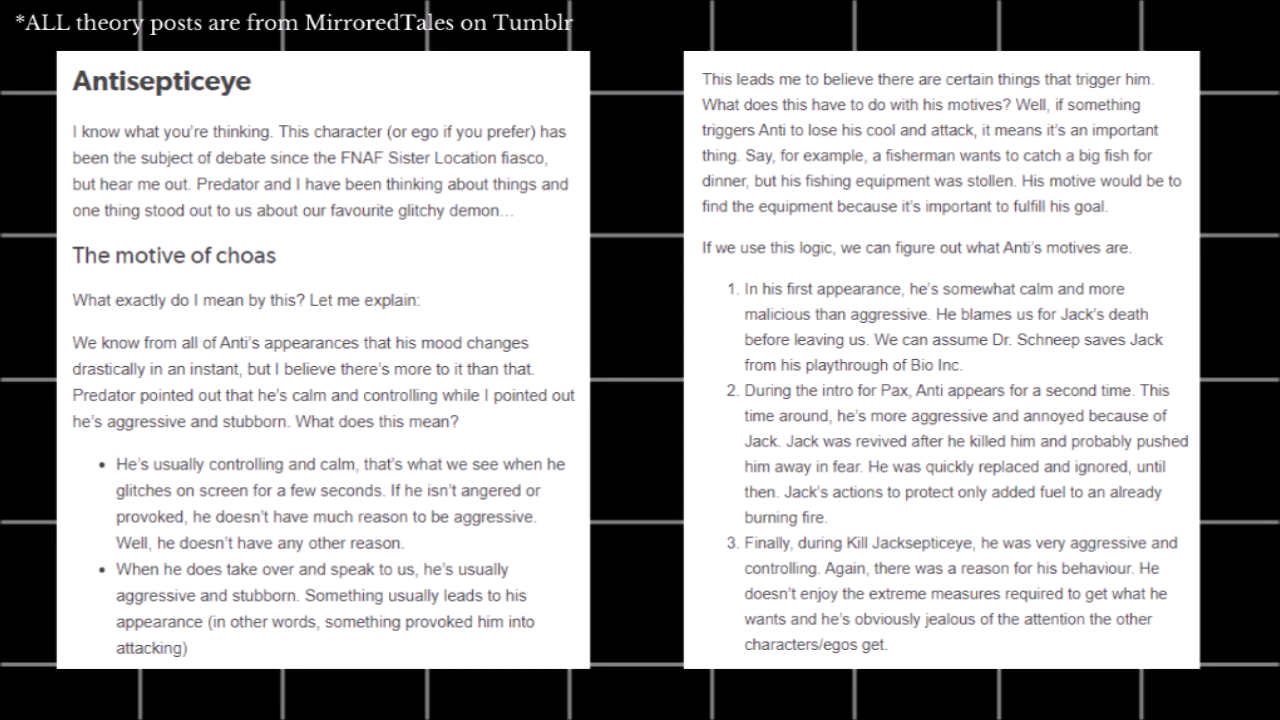 *ALL theory posts are from MirroredTales on Tumblr
Antisepticeye
I know what you're thinking. This character (or ego if you prefer) has
been the subject of debate since the FNAF Sister Location fiasco,
but hear me out. Predator and I have been thinking about things and
one thing stood out to us about our favourite glitchy demon...
The motive of choas
What exactly do I mean by this? Let me explain:
We know from all of Anti's appearances that his mood changes
drastically in an instant, but I believe there's more to it than that.
Predator pointed out that he's calm and controlling while I pointed out
he's aggressive and stubborn. What does this mean?
• He's usually controlling and calm, that's what we see when he
glitches on screen for a few seconds. If he isn't angered or
provoked, he doesn't have much reason to be aggressive.
Well, he doesn't have any other reason.
• When he does take over and speak to us, he's usually
aggressive and stubborn. Something usually leads to his
appearance (in other words, something provoked him into
attacking)
This leads me to believe there are certain things that trigger him.
What does this have to do with his motives? Well, if something
triggers Anti to lose his cool and attack, it means it's an important
thing. Say, for example, a fisherman wants to catch a big fish for
dinner, but his fishing equipment was stollen. His motive would be to
find the equipment because it's important to fulfill his goal.
If we use this logic, we can figure out what Anti's motives are.
1. In his first appearance, he's somewhat calm and more
malicious than aggressive. He blames us for Jack's death
before leaving us. We can assume Dr. Schneep saves Jack
from his playthrough of Bio Inc.
2. During the intro for Pax, Anti appears for a second time. This
time around, he's more aggressive and annoyed because of
Jack. Jack was revived after he killed him and probably pushed
him away in fear. He was quickly replaced and ignored, until
then. Jack's actions to protect only added fuel to an already
burning fire.
3. Finally, during Kill Jacksepticeye, he was very aggressive and
controlling. Again, there was a reason for his behaviour. He
doesn't enjoy the extreme measures required to get what he
wants and he's obviously jealous of the attention the other
characters/egos get.